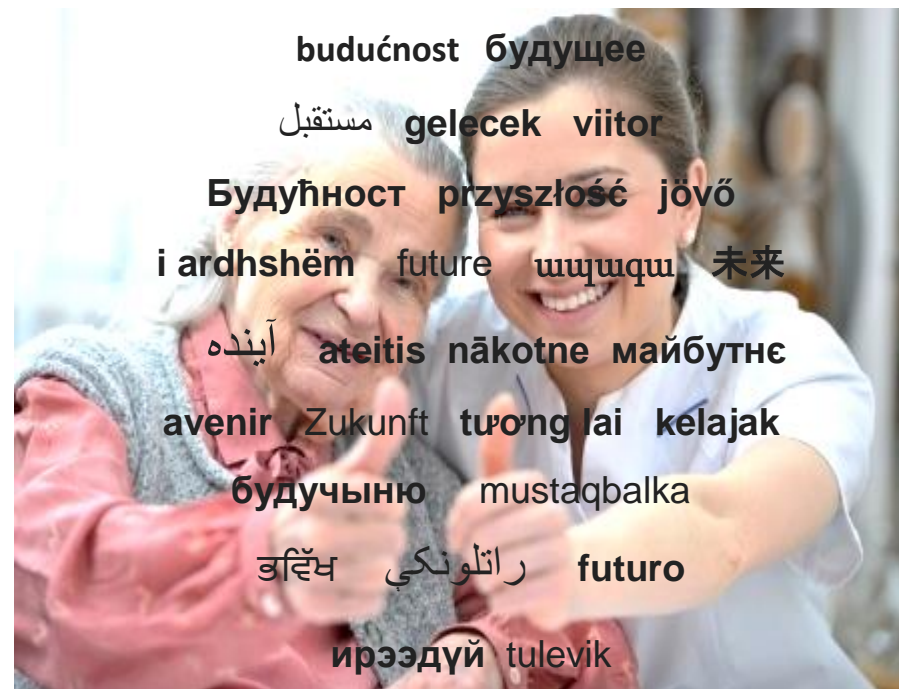 budućnost будущее
مستقبل gelecek viitor
Будућност przyszłość jövő
i ardhshëm future ապագա 未来
آینده ateitis nākotne майбутнє
avenir Zukunft tương lai kelajak
будучыню mustaqbalka
ਭਵਿੱਖ راتلونکې futuro
ирээдүй tulevik